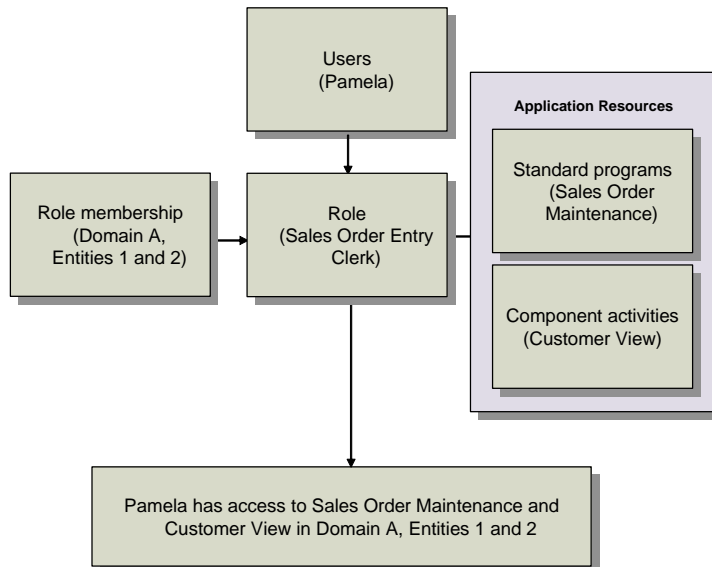 Users
(Pamela)
Application Resources
Standard programs
(Sales Order
Maintenance)
Role membership
(Domain A,
Entities 1 and 2)
Role
(Sales Order Entry
Clerk)
Component activities
(Customer View)
Pamela has access to Sales Order Maintenance and
Customer View in Domain A, Entities 1 and 2